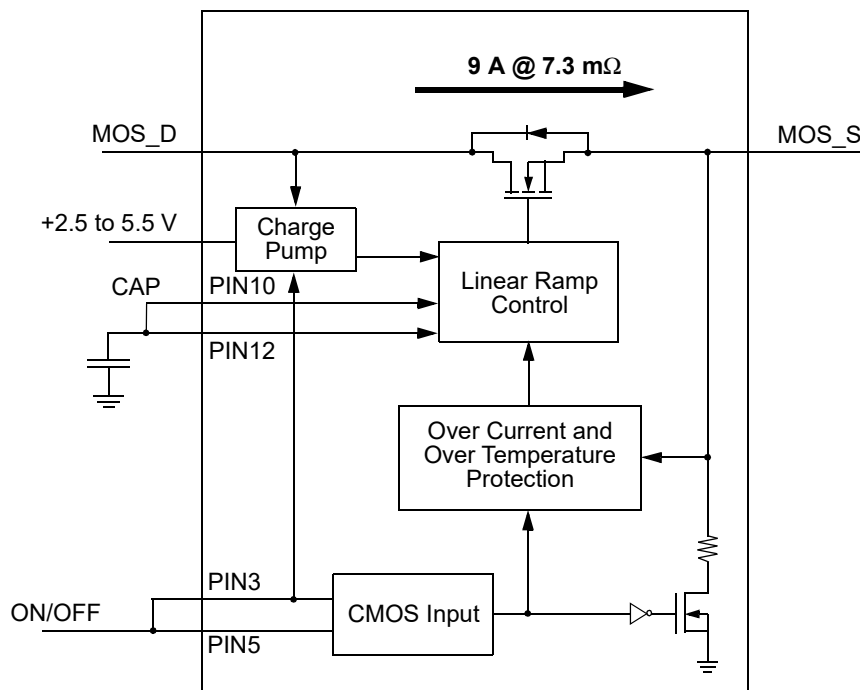 9 A @ 7.3 mΩ
MOS_D
MOS_S
+2.5 to 5.5 V
Charge
Pump
CAP
PIN10
Linear Ramp
Control
PIN12
Over Current and
Over Temperature
Protection
PIN3
ON/OFF
CMOS Input
PIN5